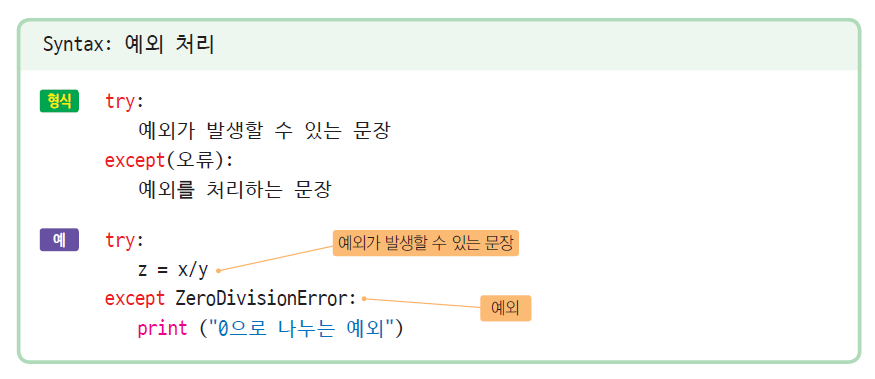 Syntax: 예외 처리
형식 try:
예외가 발생할 수 있는 문장
except(오류):
예외를 처리하는 문장
예 try:
예외가 발생할 수 있는 문장
z = x/y
except ZeroDivisionError:
예외
print ("0으로 나누는 예외")